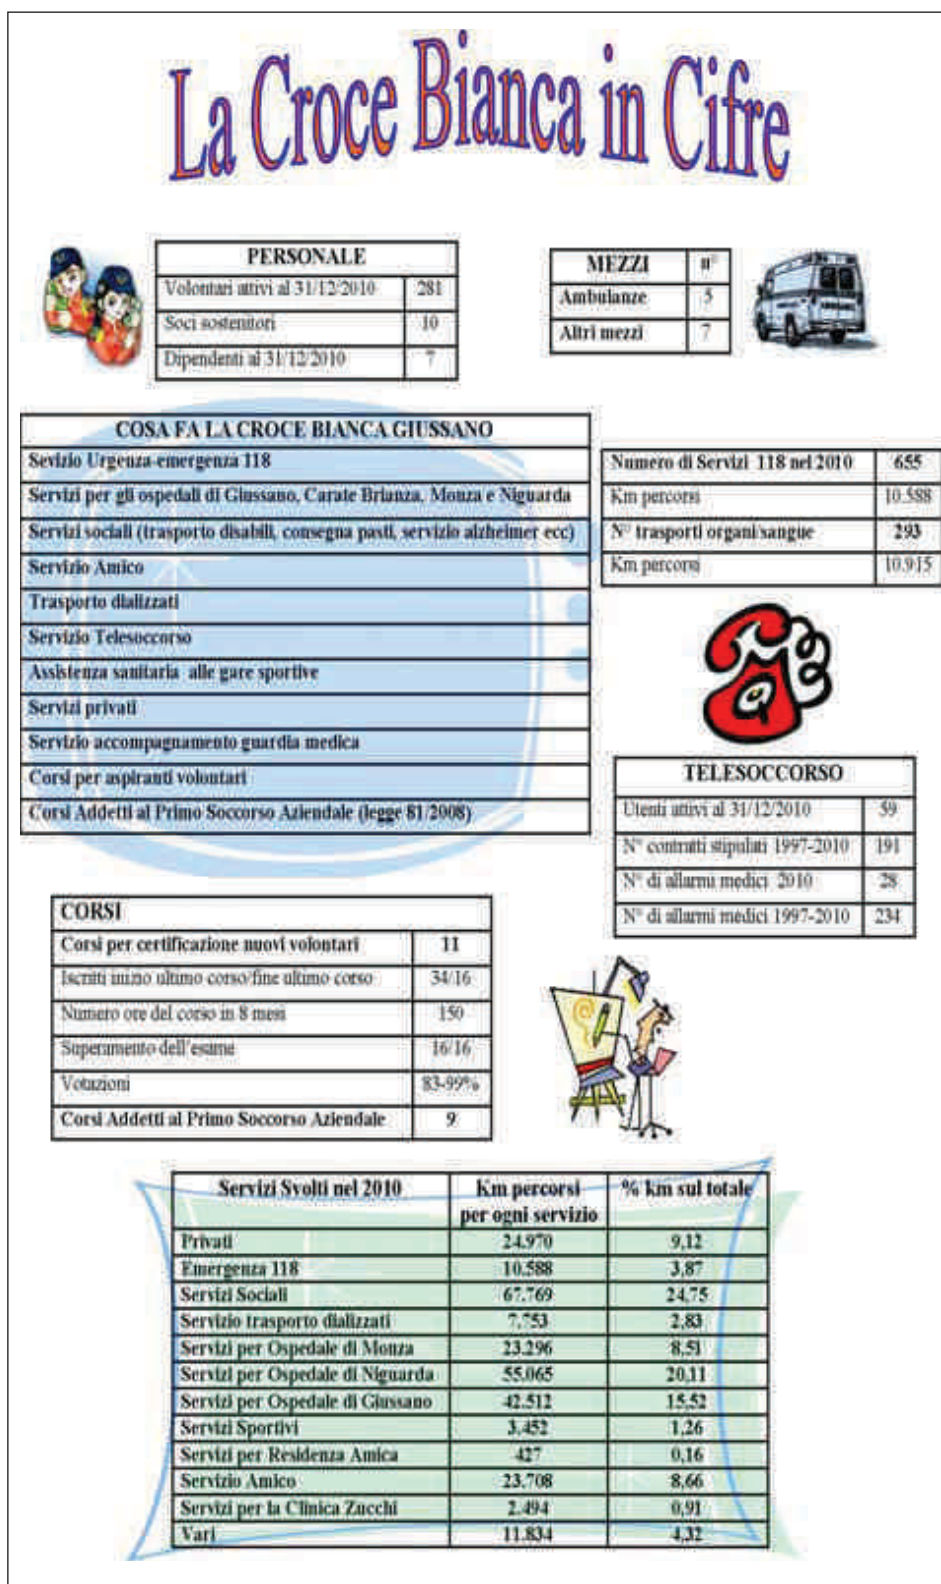 La Croce Bianca in Cifre
PERSONALE
Volontari attivi al 31/12/2010 281
Soci sostenitori 10
Dipendenti al 31/12/2010 7
MEZZI n°
Ambulanze 5
Altri mezzi 7
COSA FA LA CROCE BIANCA GIUSSANO
Sevizio Urgenza-emergenza 118
Servizi per gli ospedali di Giussano, Carate Brianza, Monza e Niguarda
Servizi sociali (trasporto disabili, consegna pasti, servizio alzheimer ecc)
Servizio Amico
Trasporto dializzati
Servizio Telesoccorso
Assistenza sanitaria alle gare sportive
Servizi privati
Servizio accompagnamento guardia medica
Corsi per aspiranti volontari
Corsi Addetti al Primo Soccorso Aziendale (legge 81/2008)
Numero di Servizi 118 nel 2010 655
Km percorsi 10.588
N° trasporti organi/sangue 293
Km percorsi 10.915
TELESOCCORSO
Utenti attivi al 31/12/2010 59
N° contratti stipulati 1997-2010 191
N° di allarmi medici 2010 28
N° di allarmi medici 1997-2010 234
CORSI
Corsi per certificazione nuovi volontari 11
Iscritti inizio ultimo corso/fine ultimo corso 34/16
Numero ore del corso in 8 mesi 150
Superamento dell'esame 16/16
Votazioni 83-99%
Corsi Addetti al Primo Soccorso Aziendale 9
Servizi Svolti nel 2010 Km percorsi % km sul totale
per ogni servizio
Privati 24.970 9,12
Emergenza 118 10.588 3,87
Servizi Sociali 67.769 24,75
Servizio trasporto dializzati 7.753 2,83
Servizi per Ospedale di Monza 23.296 8,51
Servizi per Ospedale di Niguarda 55.065 20,11
Servizi per Ospedale di Giussano 42.512 15,52
Servizi Sportivi 3.452 1,26
Servizi per Residenza Amica 427 0,16
Servizio Amico 23.708 8,66
Servizi per la Clinica Zucchi 2.494 0,91
Vari 11.834 4,32